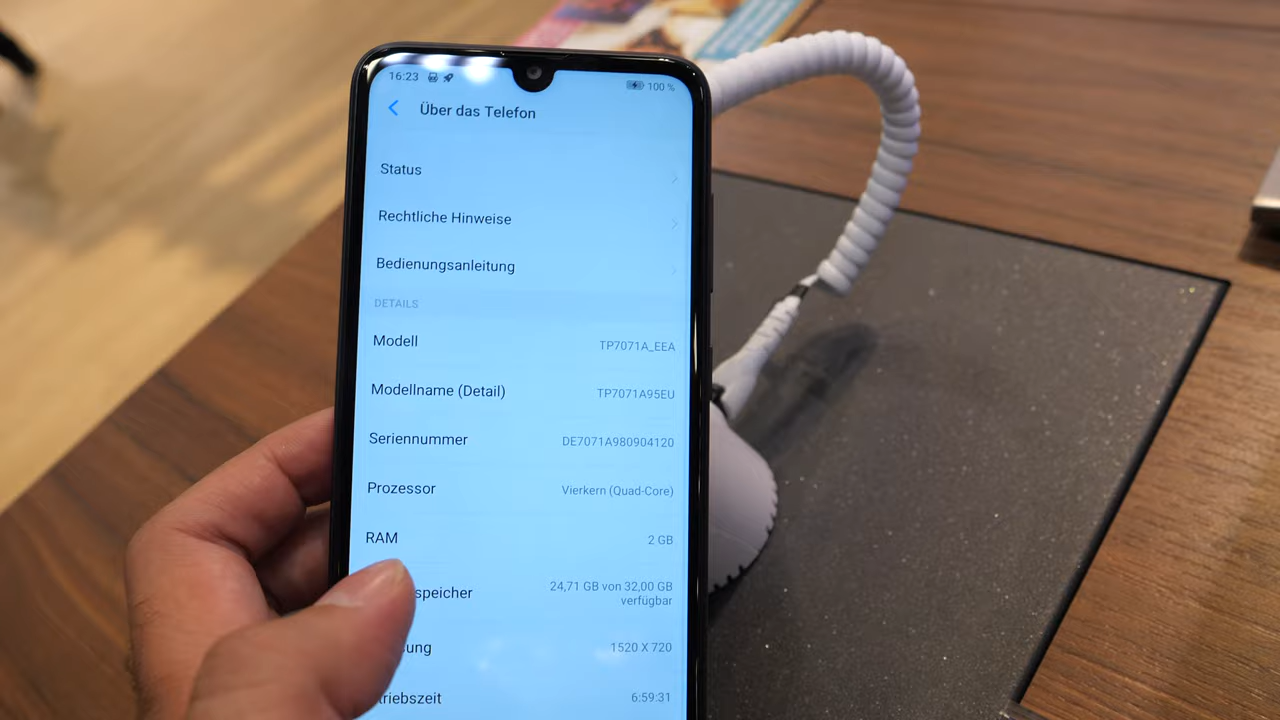 16:23 100 %
Über das Telefon
Status
Rechtliche Hinweise
Bedienungsanleitung
DETAILS
Modell TP7071A_EEA
Modellname (Detail) TP7071A95EU
Seriennummer DE7071A980904120
Prozessor Vierkern (Quad-Core)
RAM 2 GB
speicher 24,71 GB von 32,00 GB
verfügbar
ung 1520 X 720
triebszeit 6:59:31